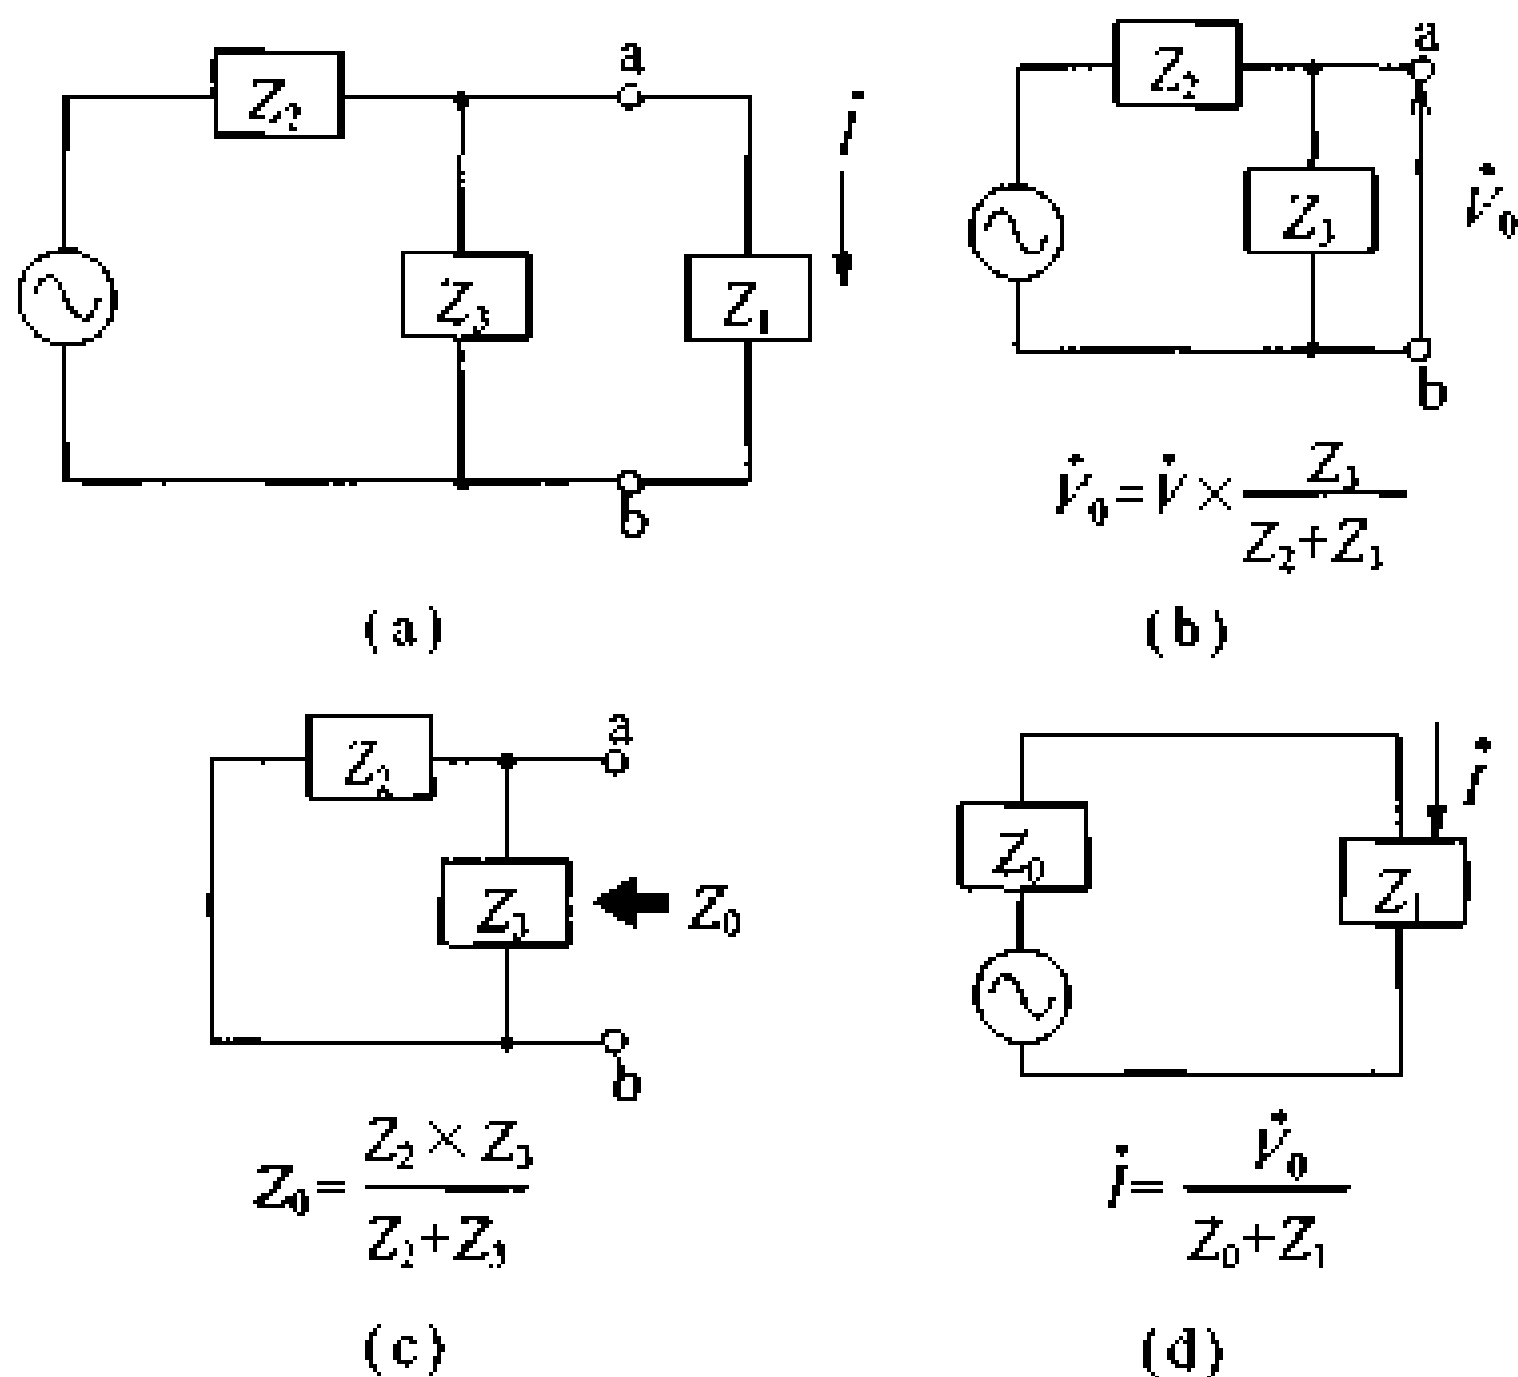 Z₂
a
İ
Z₃
Z₁
b
(a)
Z₂
a
Z₃
V̇₀
b
V̇₀=V̇×Z₃/(Z₂+Z₃)
(b)
Z₂
a
Z₃
Z₀
b
Z₀=(Z₂×Z₃)/(Z₂+Z₃)
(c)
İ
Z₀
Z₁
İ=V̇₀/(Z₀+Z₁)
(d)